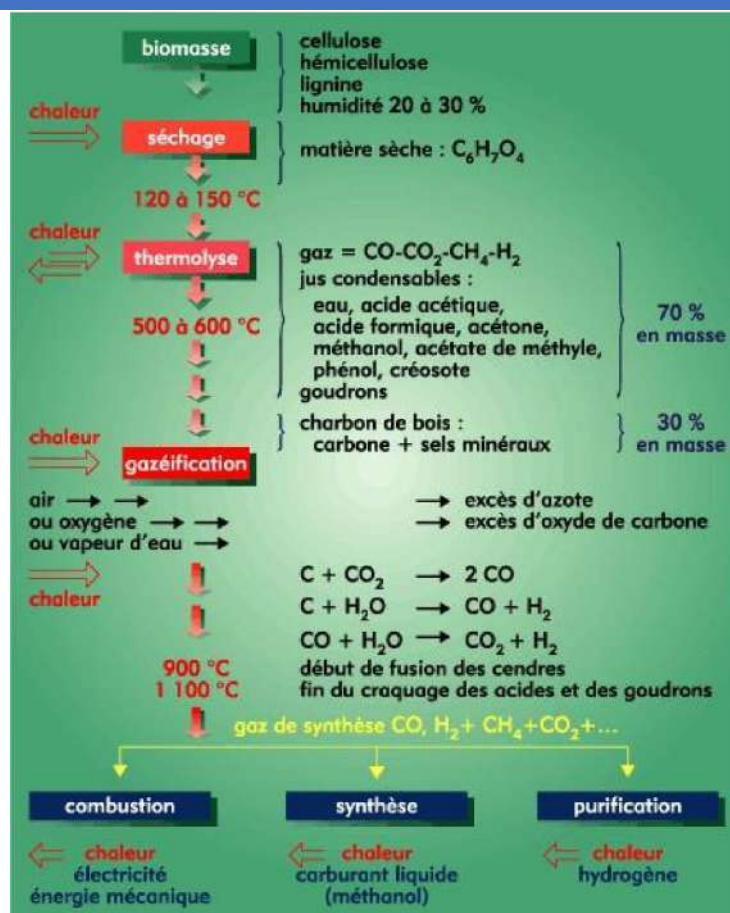 biomasse
cellulose
hémicellulose
lignine
humidité 20 à 30 %
chaleur
séchage
matière sèche : C₆H₇O₄
120 à 150 °C
chaleur
thermolyse
gaz = CO-CO₂-CH₄-H₂
jus condensables :
eau, acide acétique,
acide formique, acétone,
méthanol, acétate de méthyle,
phénol, créosote
goudrons
70 %
en masse
500 à 600 °C
charbon de bois :
carbone + sels minéraux
30 %
en masse
chaleur
gazéification
air → → → excès d'azote
ou oxygène → → → excès d'oxyde de carbone
ou vapeur d'eau →
chaleur
C + CO₂ → 2 CO
C + H₂O → CO + H₂
CO + H₂O → CO₂ + H₂
900 °C début de fusion des cendres
1 100 °C fin du craquage des acides et des goudrons
gaz de synthèse CO, H₂+ CH₄+CO₂+...
combustion
synthèse
purification
chaleur
électricité
énergie mécanique
chaleur
carburant liquide
(méthanol)
chaleur
hydrogène